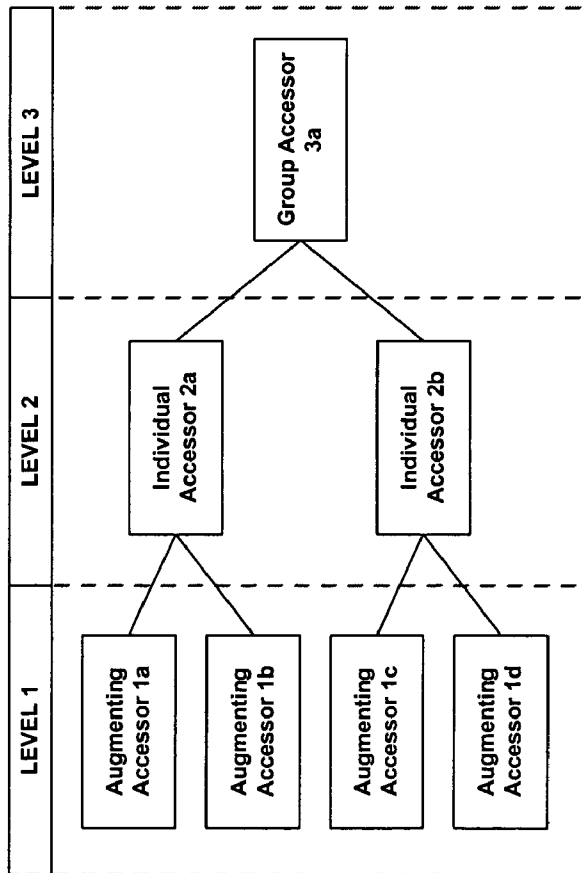 LEVEL 1
LEVEL 2
LEVEL 3
Augmenting
Accessor 1a
Augmenting
Accessor 1b
Augmenting
Accessor 1c
Augmenting
Accessor 1d
Individual
Accessor 2a
Individual
Accessor 2b
Group Accessor
3a